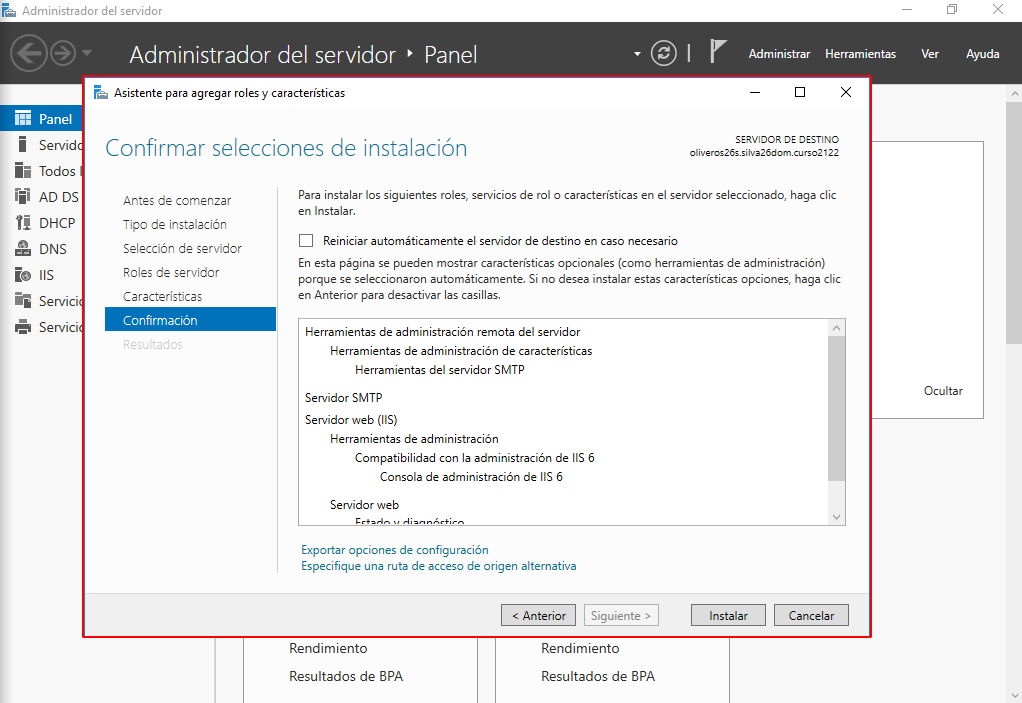 Administrador del servidor
Administrador del servidor ‣ Panel
Administrar Herramientas Ver Ayuda
Panel
Servido
Todos l
AD DS
DHCP
DNS
IIS
Servicio
Servicio
Asistente para agregar roles y características
Confirmar selecciones de instalación
SERVIDOR DE DESTINO
oliveros26s.silva26dom.curso2122
Antes de comenzar
Tipo de instalación
Selección de servidor
Roles de servidor
Características
Confirmación
Resultados
Para instalar los siguientes roles, servicios de rol o características en el servidor seleccionado, haga clic
en Instalar.
Reiniciar automáticamente el servidor de destino en caso necesario
En esta página se pueden mostrar características opcionales (como herramientas de administración)
porque se seleccionaron automáticamente. Si no desea instalar estas características opciones, haga clic
en Anterior para desactivar las casillas.
Herramientas de administración remota del servidor
Herramientas de administración de características
Herramientas del servidor SMTP
Servidor SMTP
Servidor web (IIS)
Herramientas de administración
Compatibilidad con la administración de IIS 6
Consola de administración de IIS 6
Servidor web
Estado y diagnóstico
Exportar opciones de configuración
Especifique una ruta de acceso de origen alternativa
< Anterior Siguiente > Instalar Cancelar
Ocultar
Rendimiento
Resultados de BPA
Rendimiento
Resultados de BPA